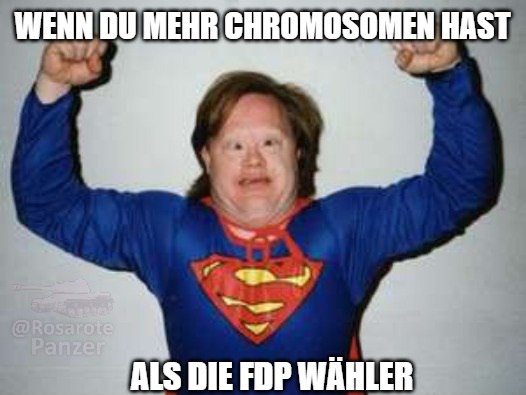 WENN DU MEHR CHROMOSOMEN HAST
@Rosarote
Panzer
ALS DIE FDP WÄHLER